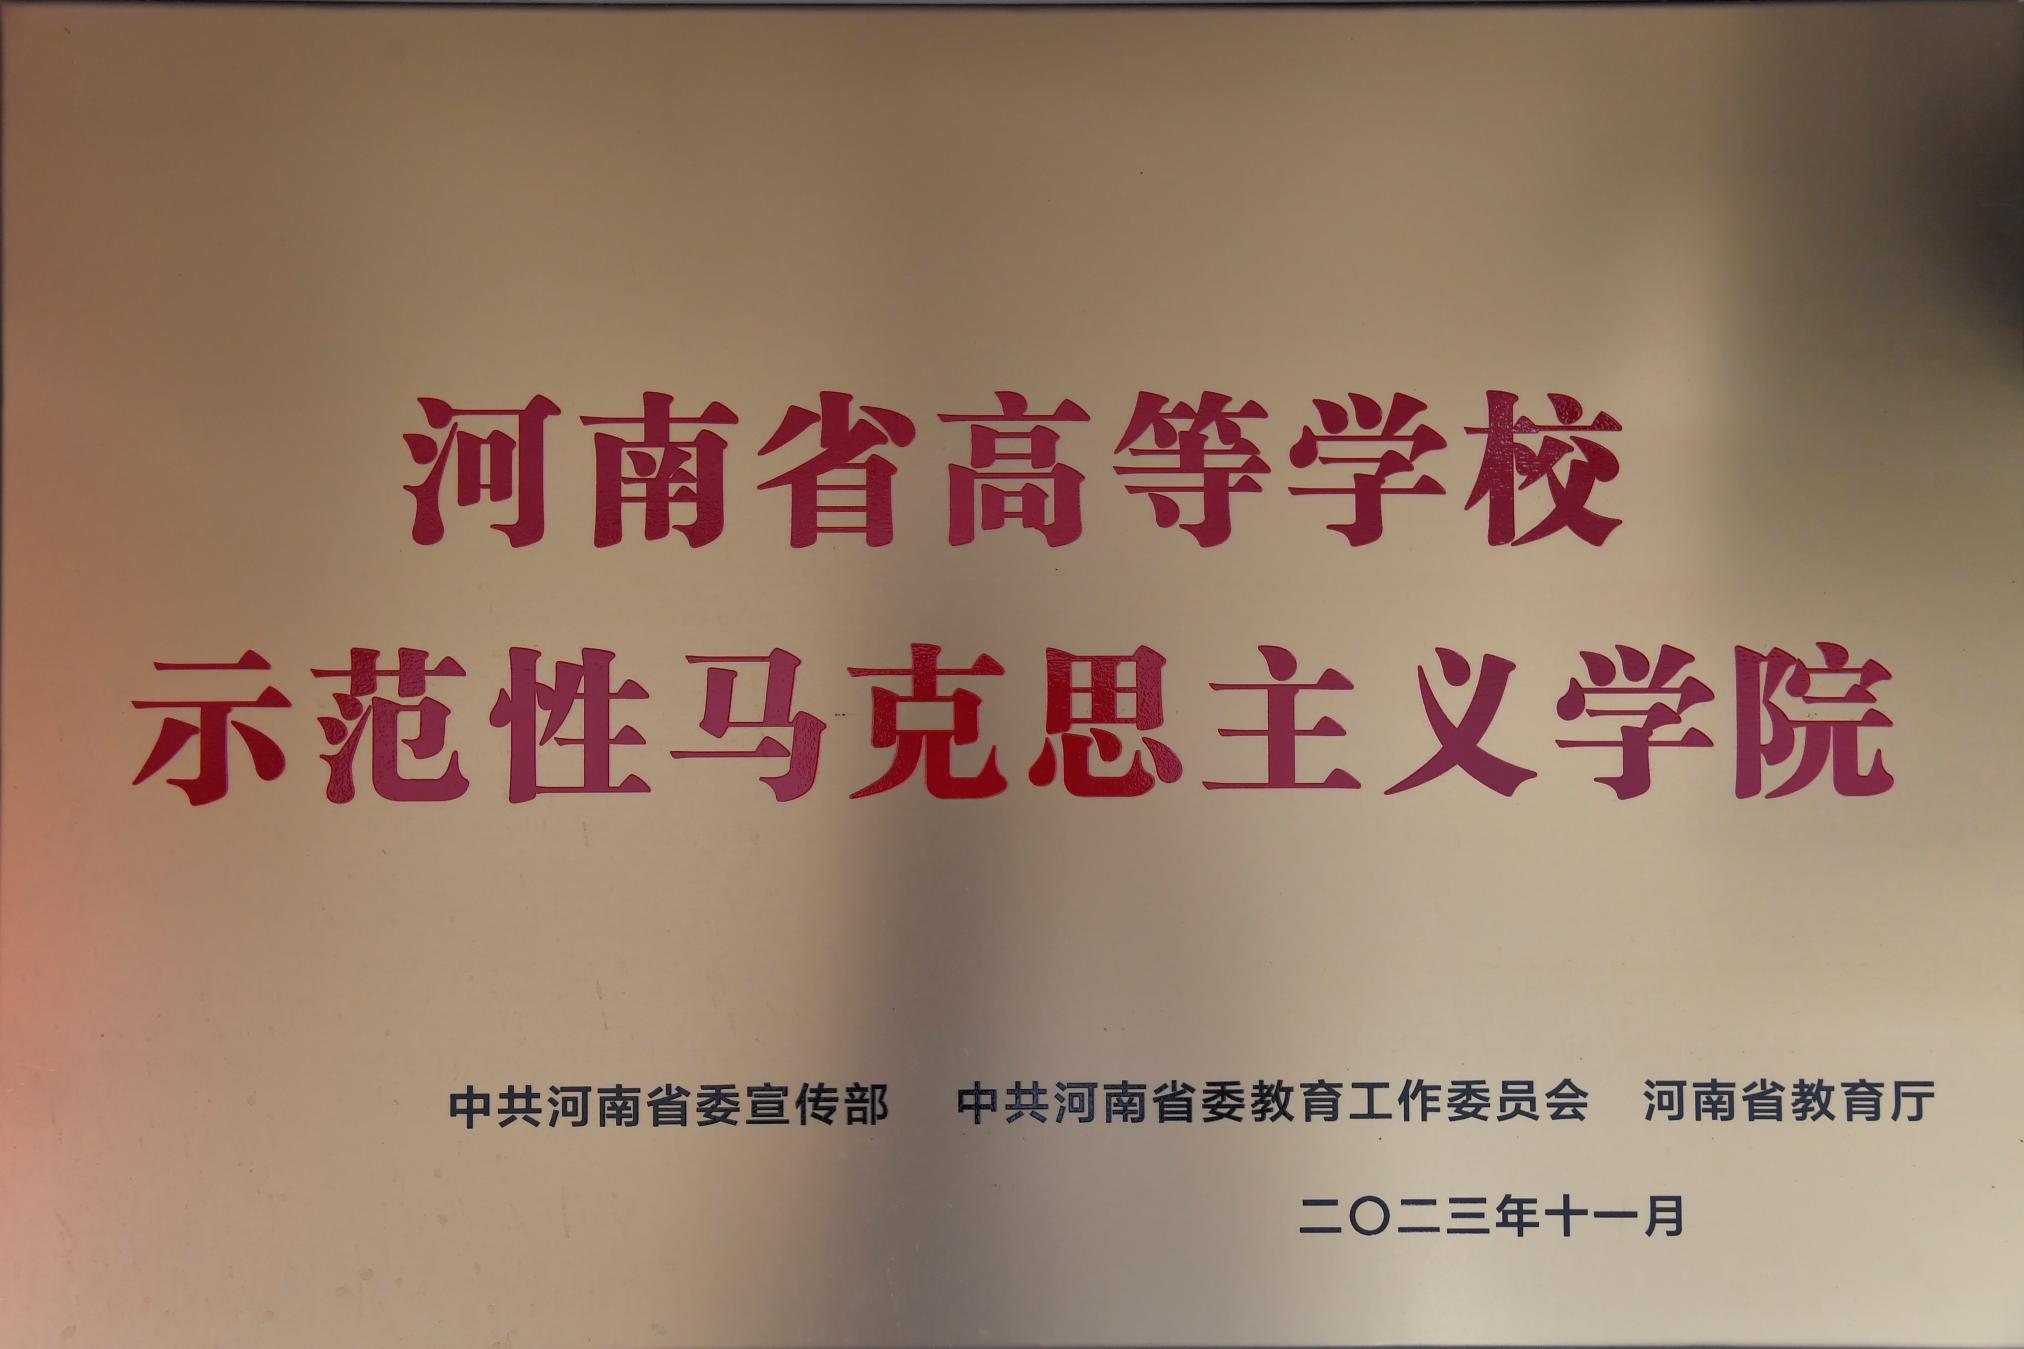 河南省高等学校
示范性马克思主义学院
中共河南省委宣传部 中共河南省委教育工作委员会 河南省教育厅
二〇二三年十一月